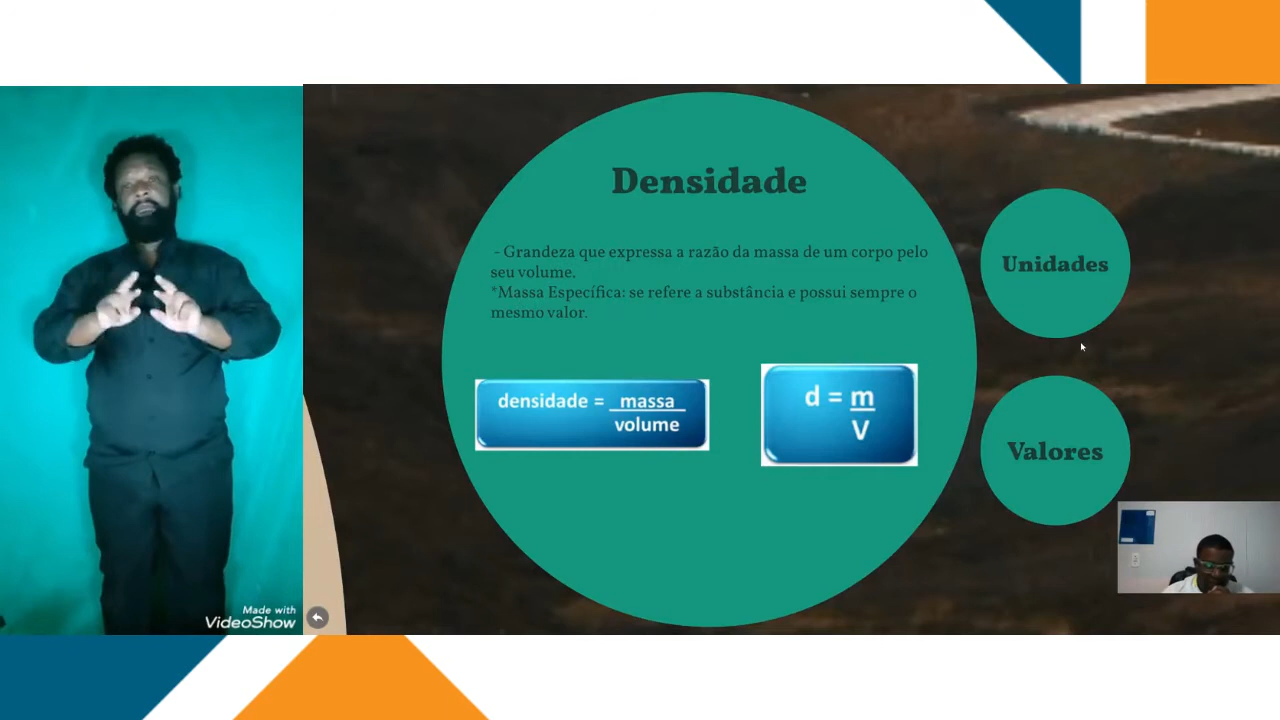 Densidade
- Grandeza que expressa a razão da massa de um corpo pelo
seu volume.
*Massa Específica: se refere a substância e possui sempre o
mesmo valor.
densidade = massa
volume
d = m
V
Unidades
Valores
Made with
VideoShow